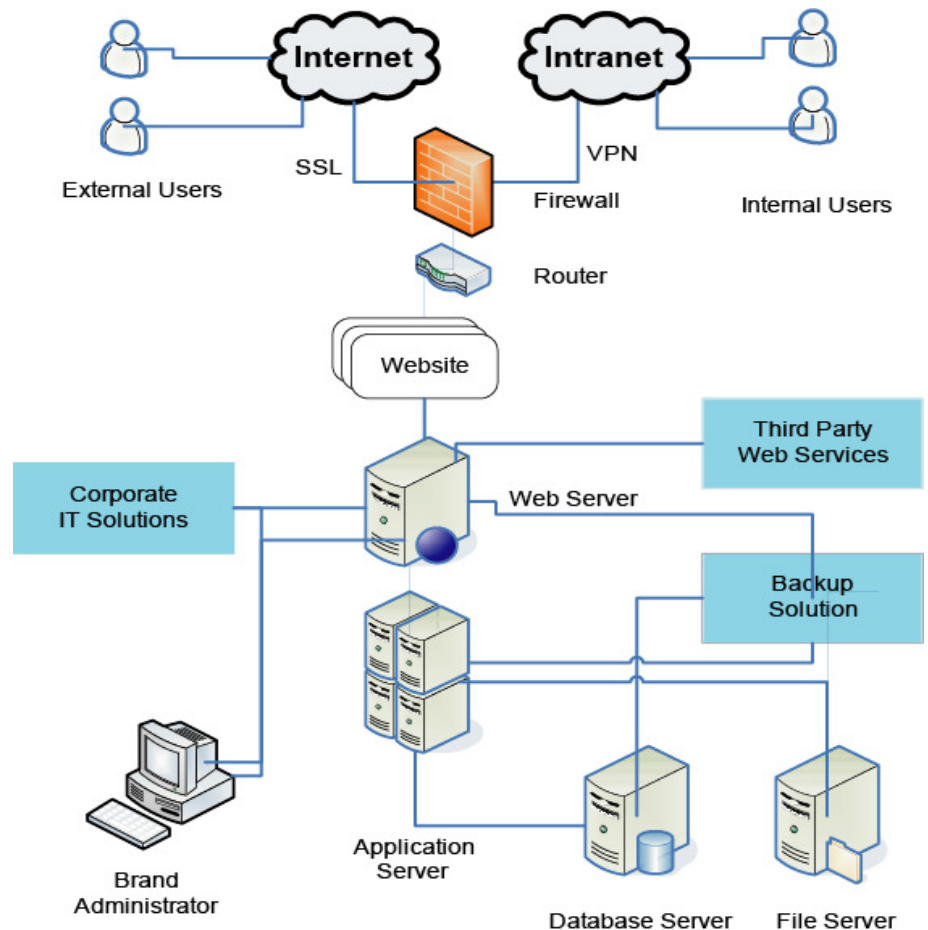 Internet
Intranet
SSL
VPN
External Users
Firewall
Internal Users
Router
Website
Third Party
Web Services
Corporate
IT Solutions
Web Server
Backup
Solution
Application
Server
Brand
Administrator
Database Server
File Server